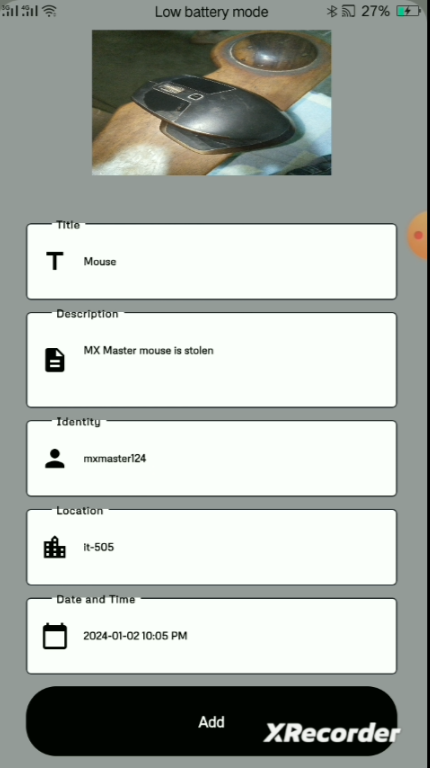 Low battery mode
27%
Title
Mouse
Description
MX Master mouse is stolen
Identity
mxmaster124
Location
it-505
Date and Time
2024-01-02 10:05 PM
Add
XRecorder